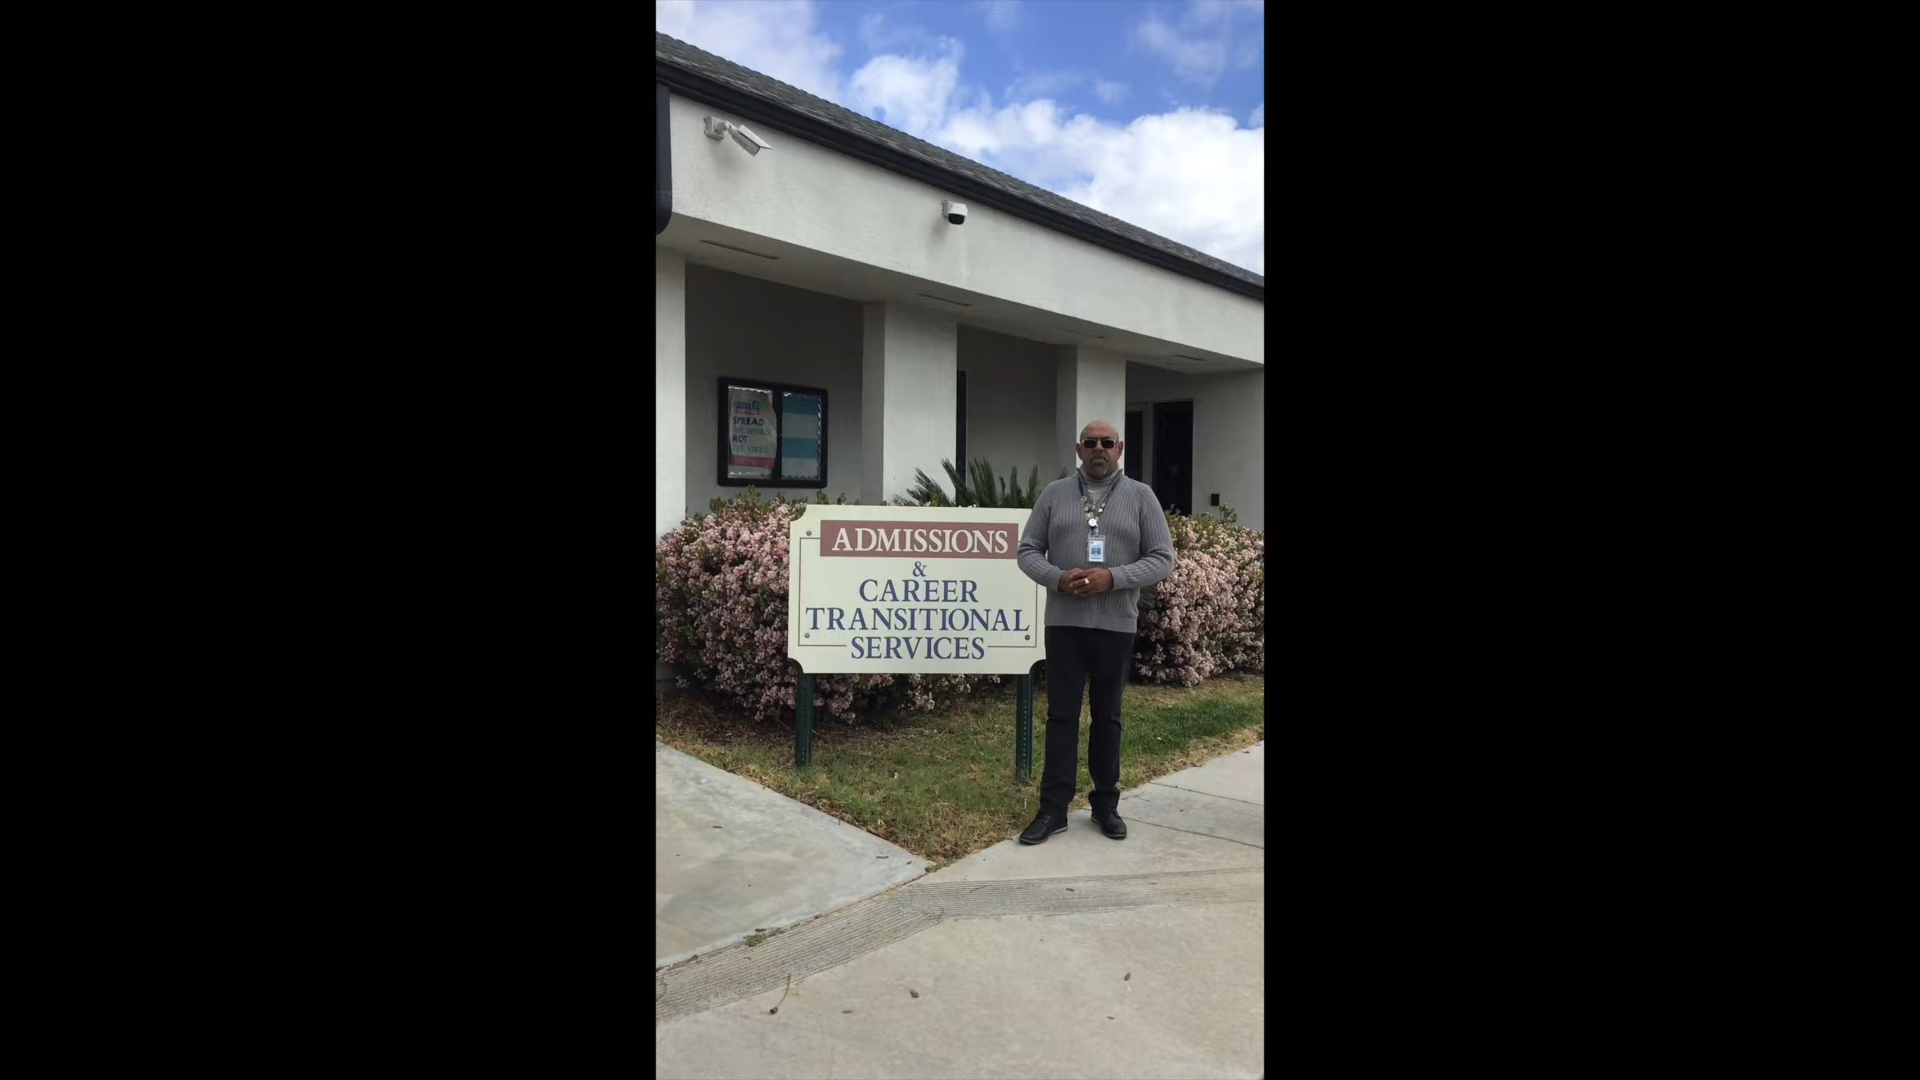 SPREAD
NOT
ADMISSIONS
&
CAREER
TRANSITIONAL
SERVICES